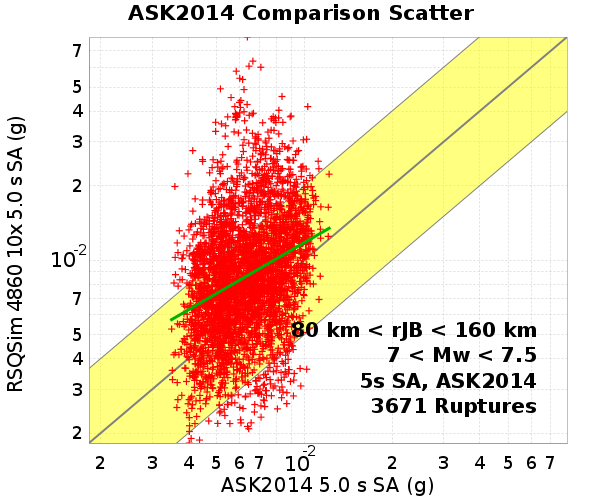 ASK2014 Comparison Scatter
RSQSim 4860 10x 5.0 s SA (g)
7
5
4
3
2
10-2
7
5
4
3
2
80 km < rJB < 160 km
7 < Mw < 7.5
5s SA, ASK2014
3671 Ruptures
2 3 4 5 6 7 10-2 2 3 4 5 6 7
ASK2014 5.0 s SA (g)